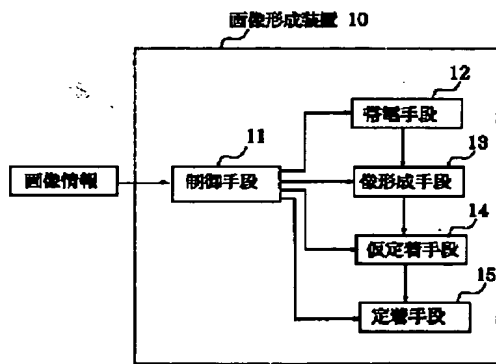 画像形成装置 10
12
帯電手段
11
13
画像情報
制御手段
像形成手段
14
仮定着手段
15
定着手段